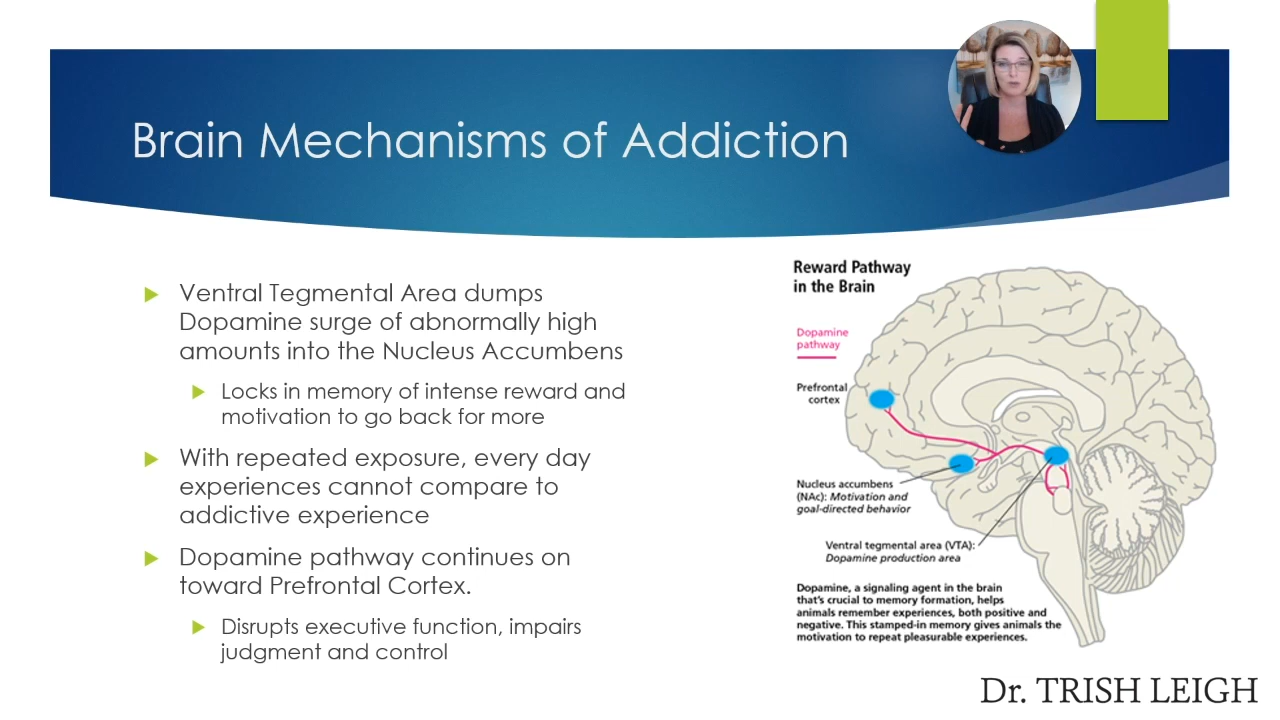 Brain Mechanisms of Addiction
Ventral Tegmental Area dumps
Dopamine surge of abnormally high
amounts into the Nucleus Accumbens
Locks in memory of intense reward and
motivation to go back for more
With repeated exposure, every day
experiences cannot compare to
addictive experience
Dopamine pathway continues on
toward Prefrontal Cortex.
Disrupts executive function, impairs
judgment and control
Reward Pathway
in the Brain
Dopamine
pathway
Prefrontal
cortex
Nucleus accumbens
(NAc): Motivation and
goal-directed behavior
Ventral tegmental area (VTA):
Dopamine production area
Dopamine, a signaling agent in the brain
that's crucial to memory formation, helps
animals remember experiences, both positive and
negative. This stamped-in memory gives animals the
motivation to repeat pleasurable experiences.
Dr. TRISH LEIGH